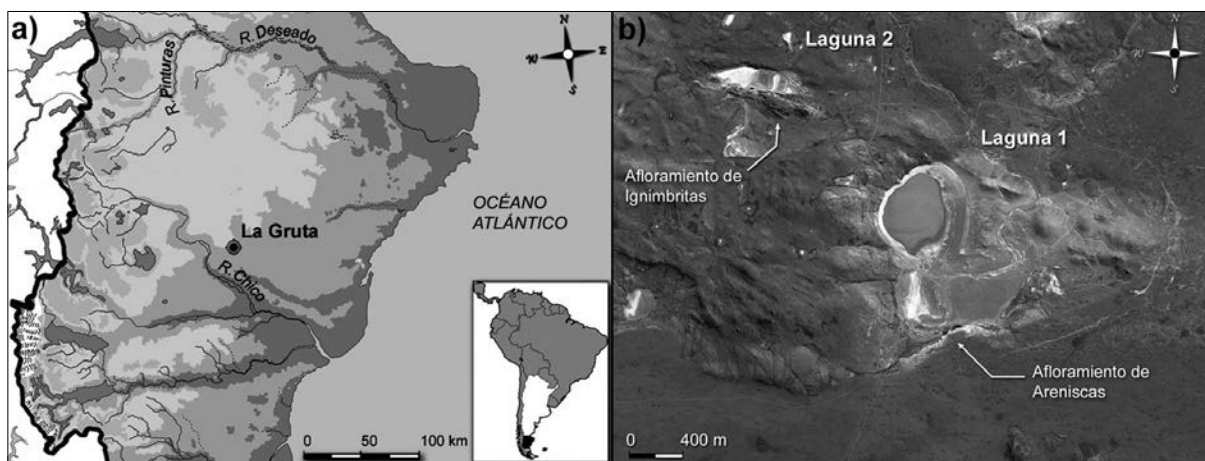 a)
R. Deseado
R. Pinturas
N
W E
S
La Gruta
R. Chico
OCÉANO
ATLÁNTICO
0 50 100 km
b)
Laguna 2
N
W E
S
Laguna 1
Afloramiento de
Ignimbritas
Afloramiento de
Areniscas
0 400 m